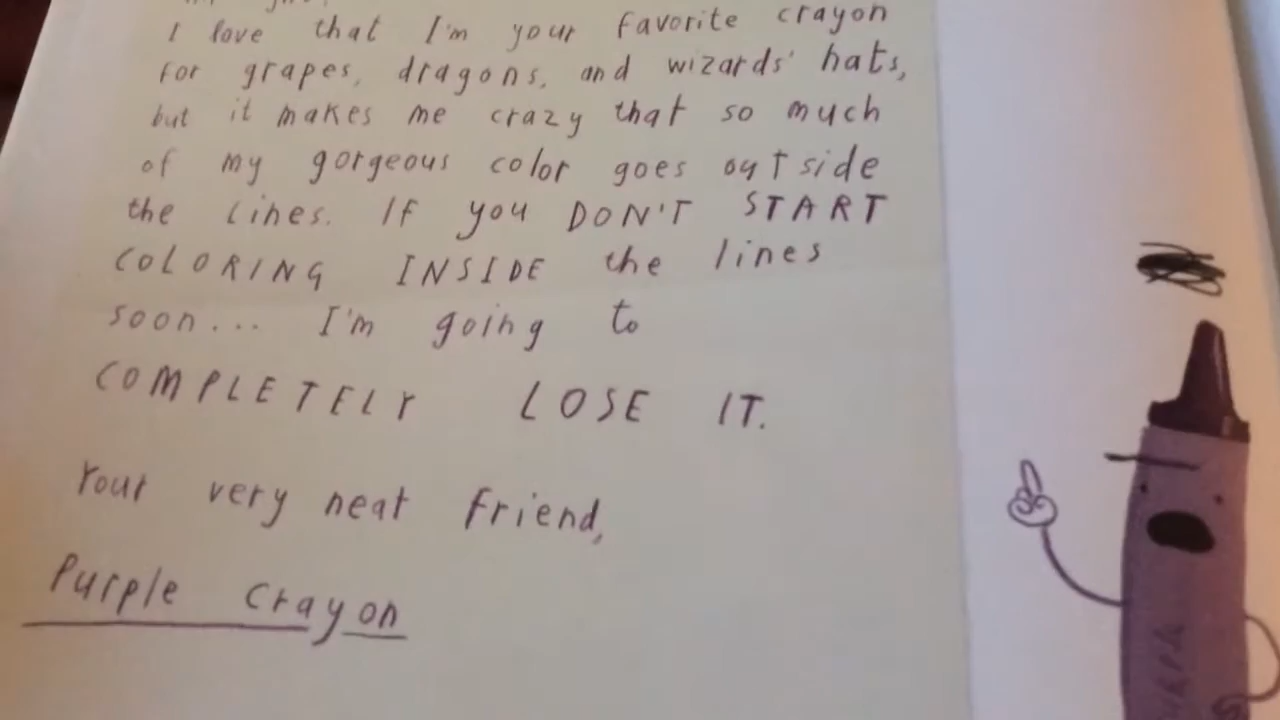 I love that I'm your favorite crayon
for grapes, dragons, and wizards' hats,
but it makes me crazy that so much
of my gorgeous color goes outside
the lines. If you DON'T START
COLORING INSIDE the lines
soon... I'm going to
COMPLETELY LOSE IT.
Your very neat friend,
Purple Crayon